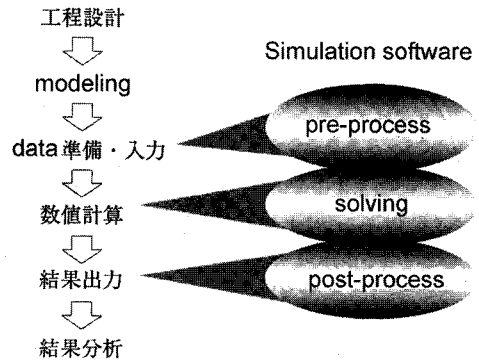 工程設計
modeling
data 準備・入力
数値計算
結果出力
結果分析
Simulation software
pre-process
solving
post-process